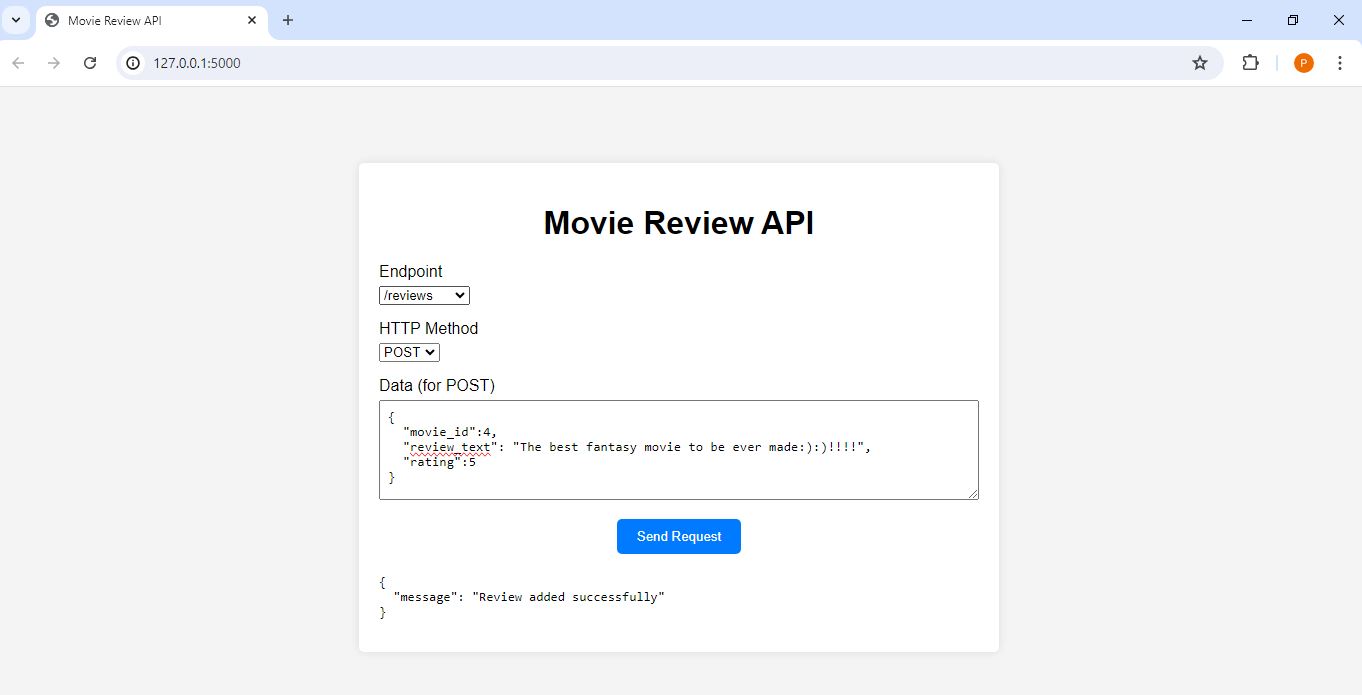 Movie Review API
127.0.0.1:5000
P
Movie Review API
Endpoint
/reviews
HTTP Method
POST
Data (for POST)
{
  "movie_id":4,
  "review_text": "The best fantasy movie to be ever made:):)!!!!",
  "rating":5
}
Send Request
{
  "message": "Review added successfully"
}